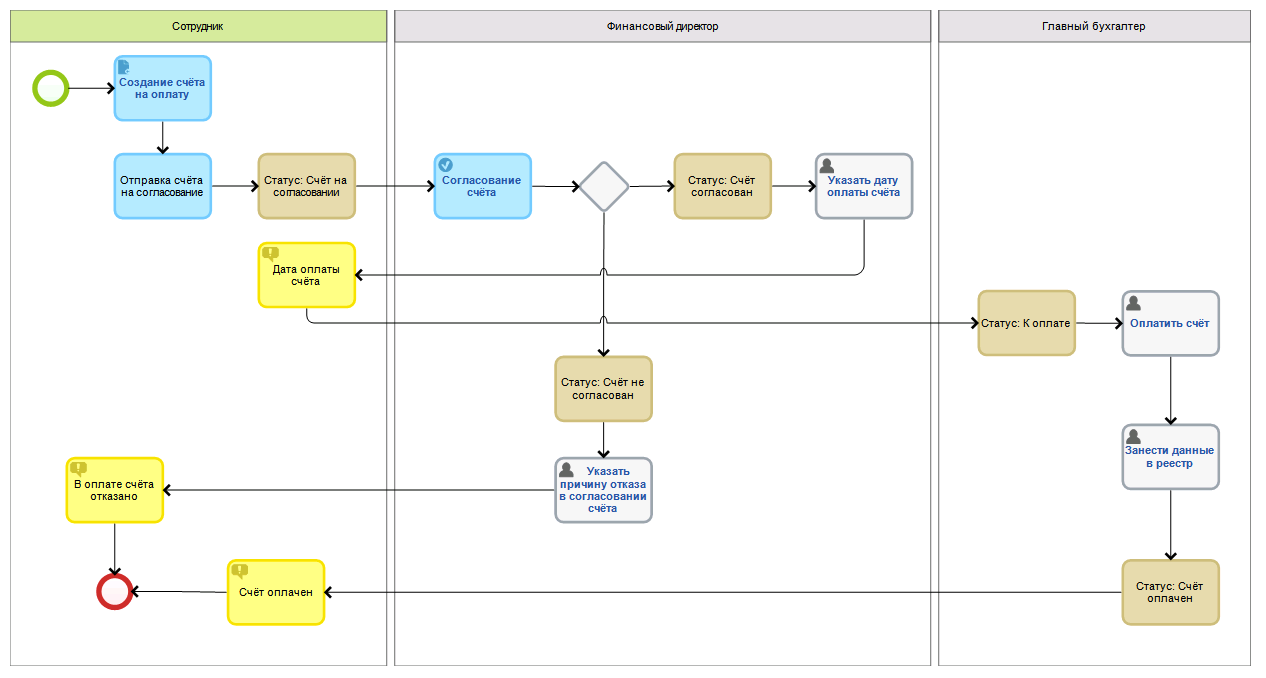 Сотрудник
Финансовый директор
Главный бухгалтер
Создание счёта
на оплату
Отправка счёта
на согласование
Статус: Счёт на
согласовании
Согласование
счёта
Статус: Счёт
согласован
Указать дату
оплаты счёта
Дата оплаты
счёта
Статус: К оплате
Оплатить счёт
Статус: Счёт не
согласован
Занести данные
в реестр
В оплате счёта
отказано
Указать
причину отказа
в согласовании
счёта
Счёт оплачен
Статус: Счёт
оплачен